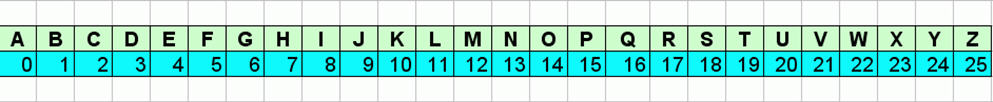 A B C D E F G H I J K L M N O P Q R S T U V W X Y Z
0 1 2 3 4 5 6 7 8 9 10 11 12 13 14 15 16 17 18 19 20 21 22 23 24 25